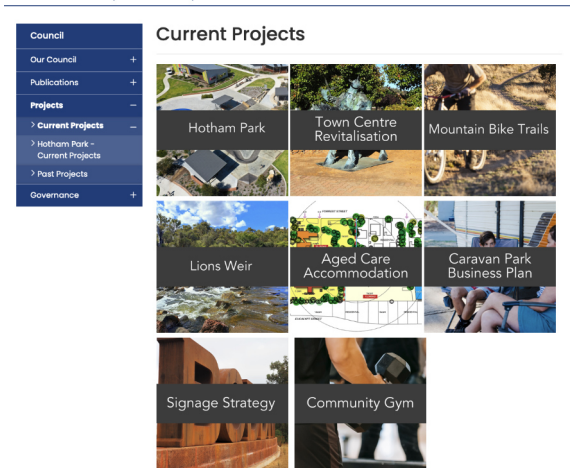 Council
Our Council
Publications
Projects
Current Projects
Hotham Park -
Current Projects
Past Projects
Governance
Current Projects
Hotham Park
Town Centre
Revitalisation
Mountain Bike Trails
Lions Weir
Aged Care
Accommodation
Caravan Park
Business Plan
Signage Strategy
Community Gym